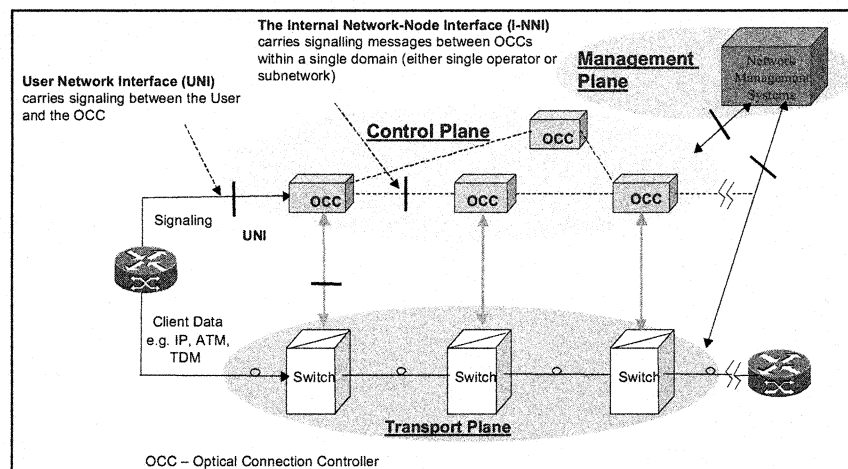 The Internal Network-Node Interface (I-NNI)
carries signalling messages between OCCs
within a single domain (either single operator or
subnetwork)
User Network Interface (UNI)
carries signaling between the User
and the OCC
Management
Plane
Network
Management
Systems
Control Plane
OCC
OCC
OCC
OCC
Signaling
UNI
Client Data
e.g. IP, ATM,
TDM
Switch
Switch
Switch
Transport Plane
OCC – Optical Connection Controller